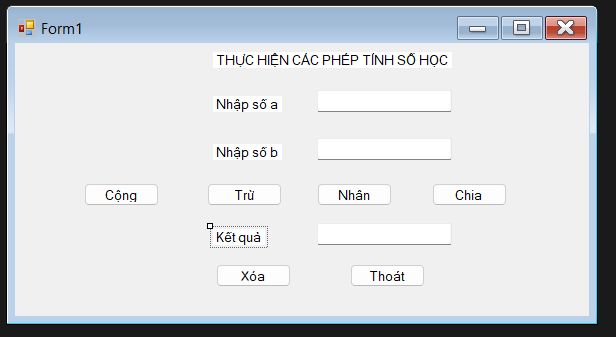 Form1
THỰC HIỆN CÁC PHÉP TÍNH SỐ HỌC
Nhập số a
Nhập số b
Cộng Trừ Nhân Chia
Kết quả
Xóa Thoát